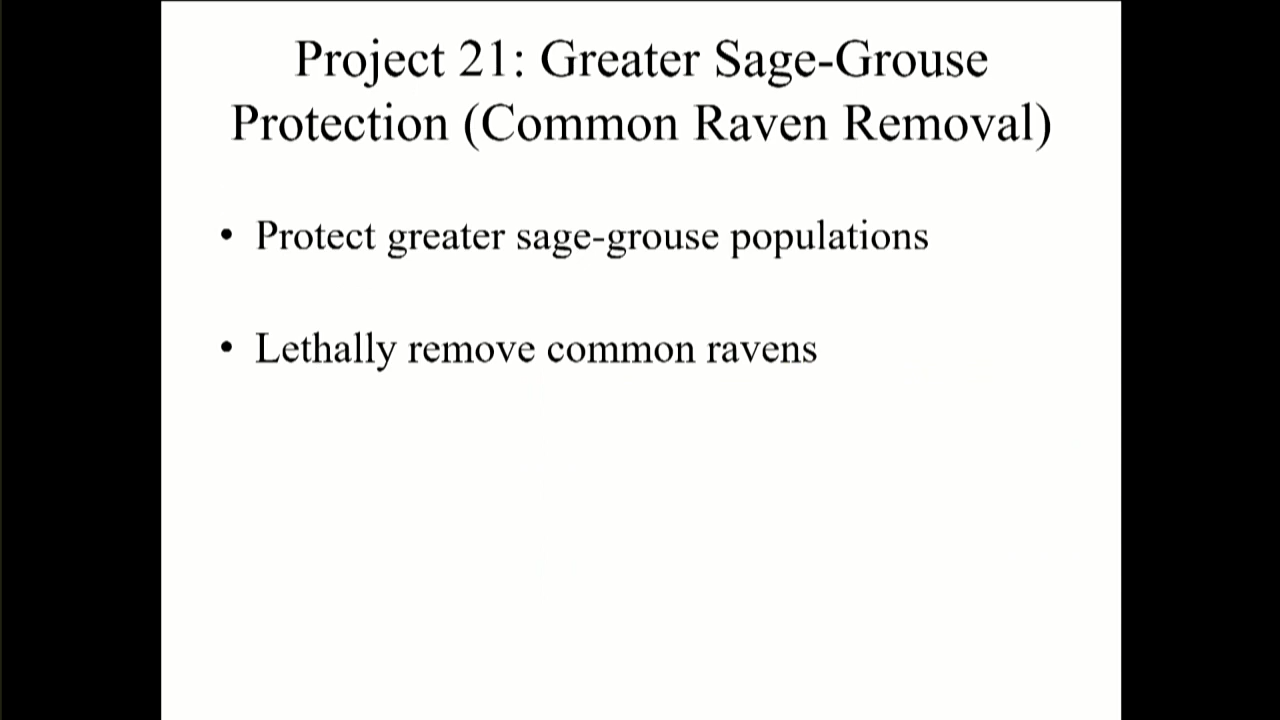 Project 21: Greater Sage-Grouse
Protection (Common Raven Removal)
• Protect greater sage-grouse populations
• Lethally remove common ravens